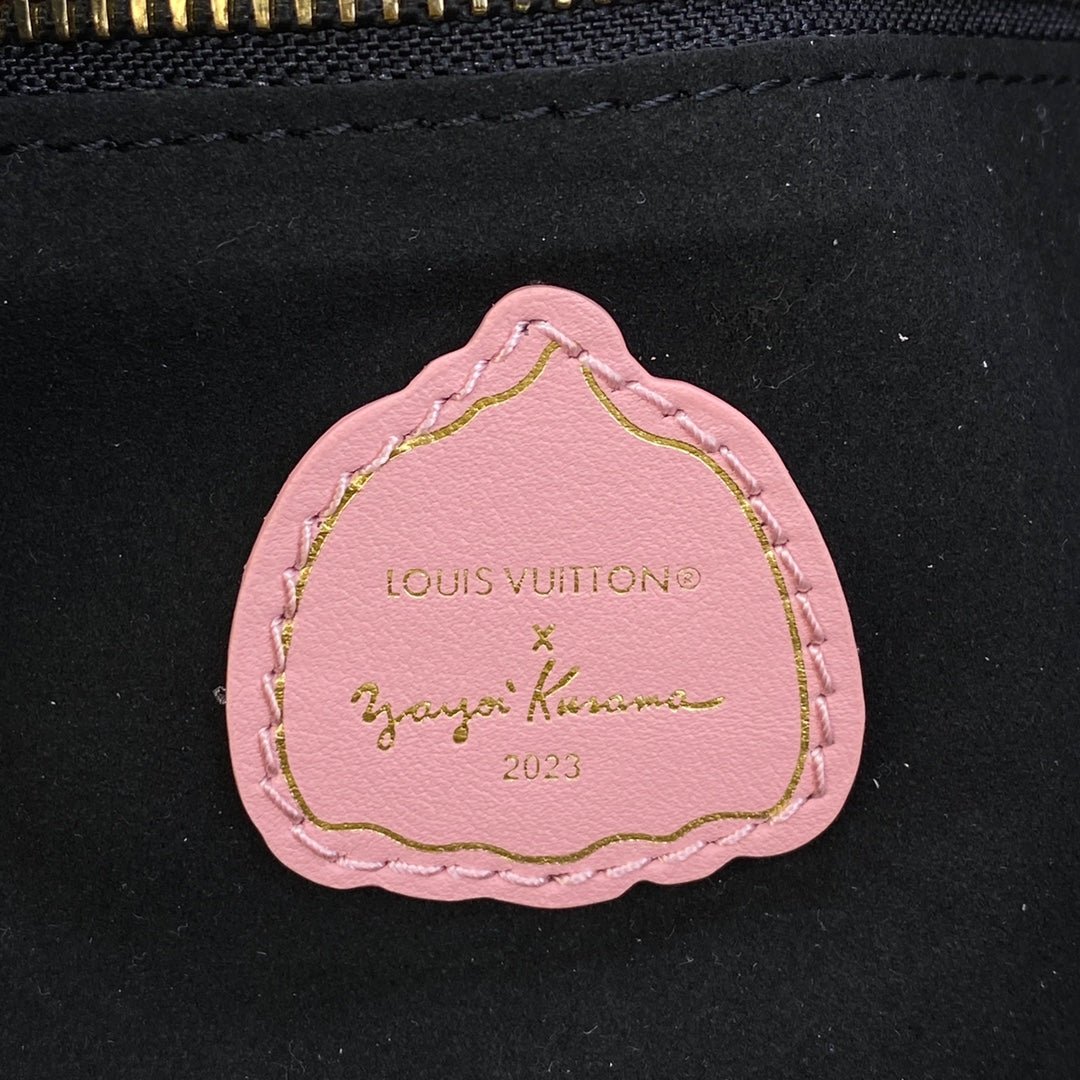 LOUIS VUITTON®
x
Yayoi Kusama
2023